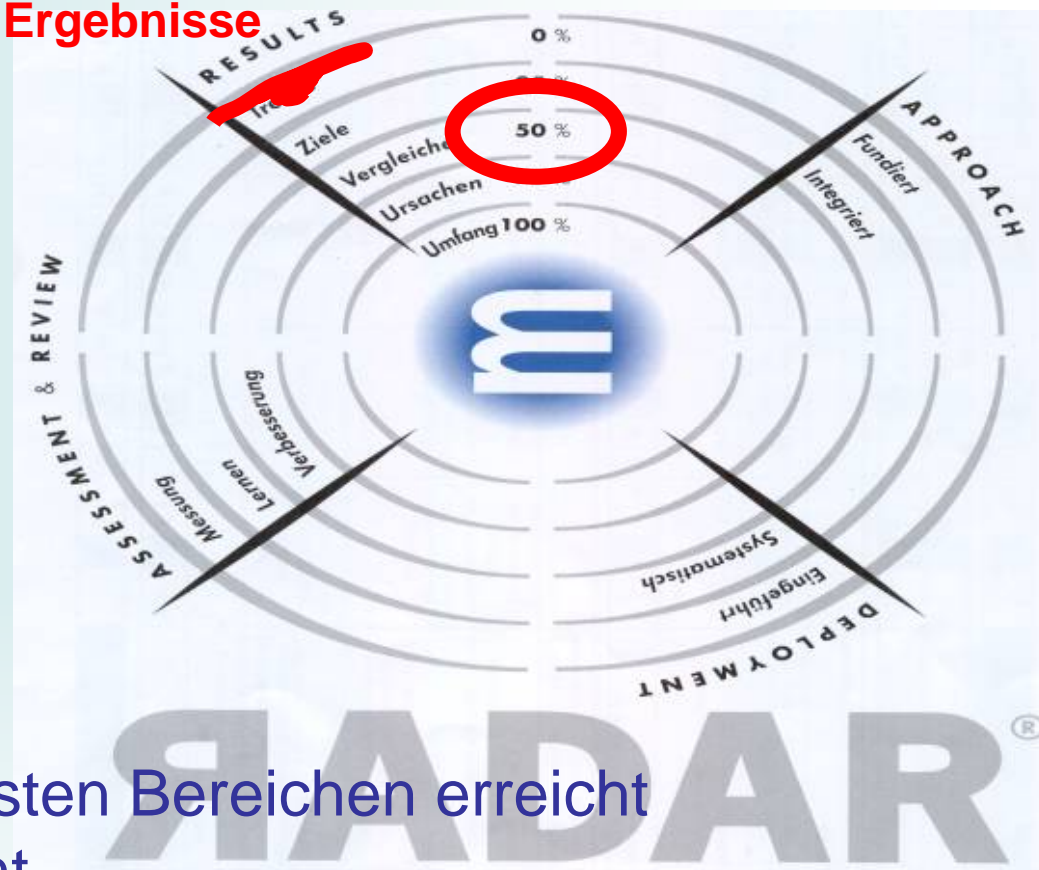 Ergebnisse
RESULTS
0 %
Ziele
50 %
Vergleiche
Ursachen
Umfang 100 %
APPROACH
Fundiert
Integriert
ASSESSMENT & REVIEW
Verbesserung
Lernen
Messung
Systematisch
Eingeführt
DEPLOYMENT
RADAR®
sten Bereichen erreicht